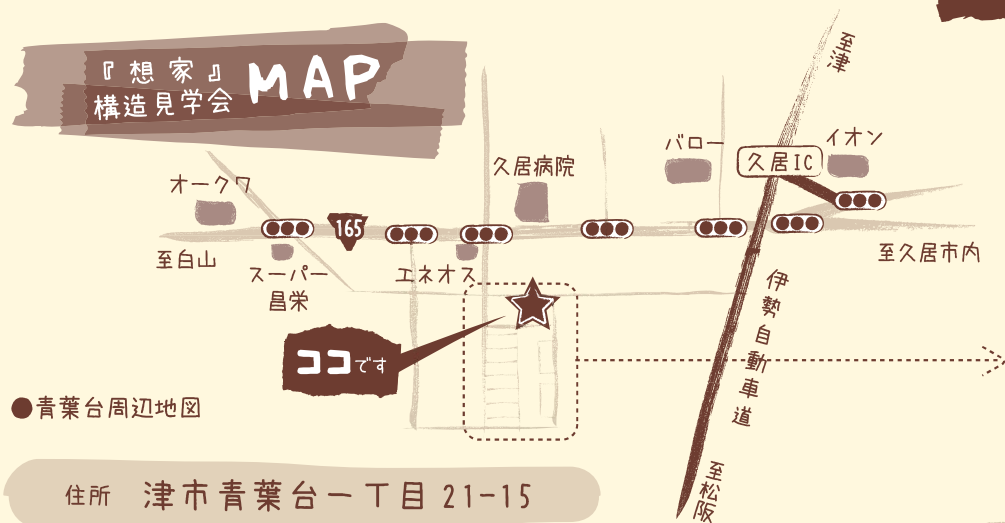 『想家』
構造見学会
MAP
至津
バロー
イオン
久居IC
久居病院
オークワ
165
至白山
スーパー
昌栄
エネオス
至久居市内
伊勢自動車道
ココです
●青葉台周辺地図
至松阪
住所 津市青葉台一丁目21-15